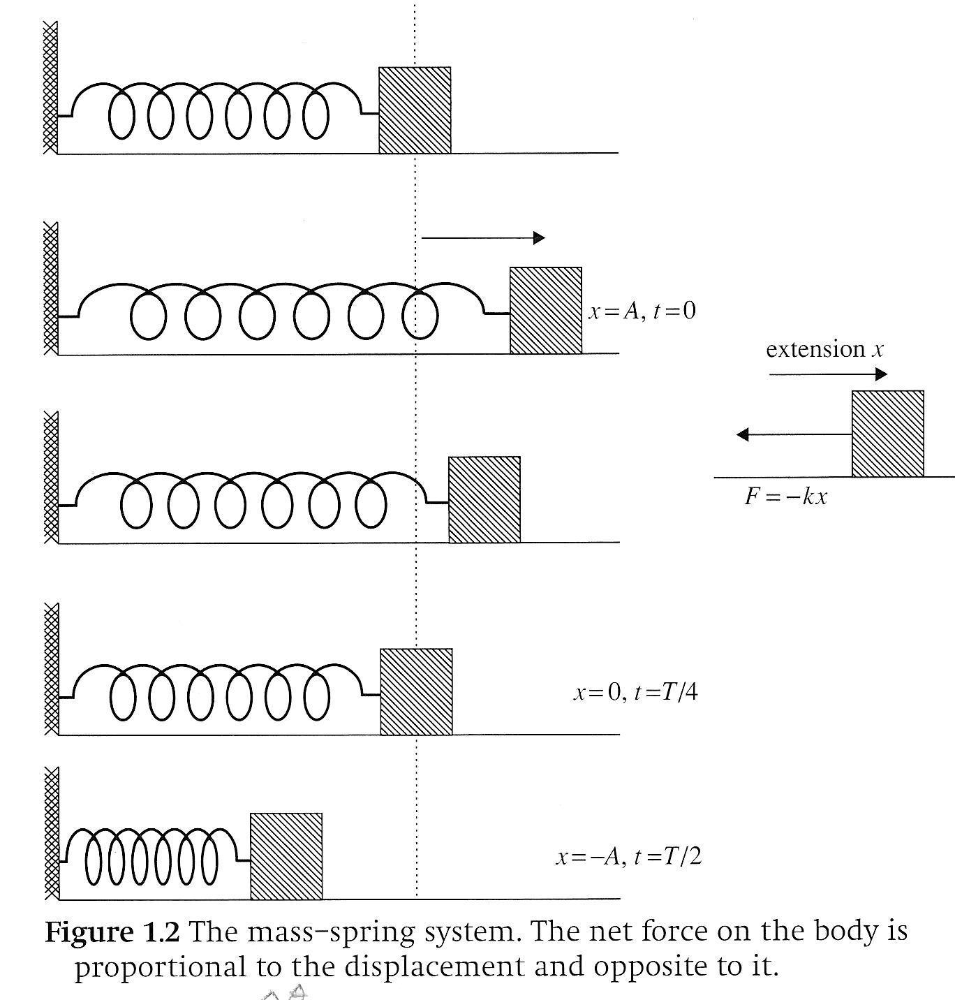 x=A, t=0
extension x
F=−kx
x=0, t=T/4
x=−A, t=T/2
Figure 1.2 The mass–spring system. The net force on the body is
proportional to the displacement and opposite to it.